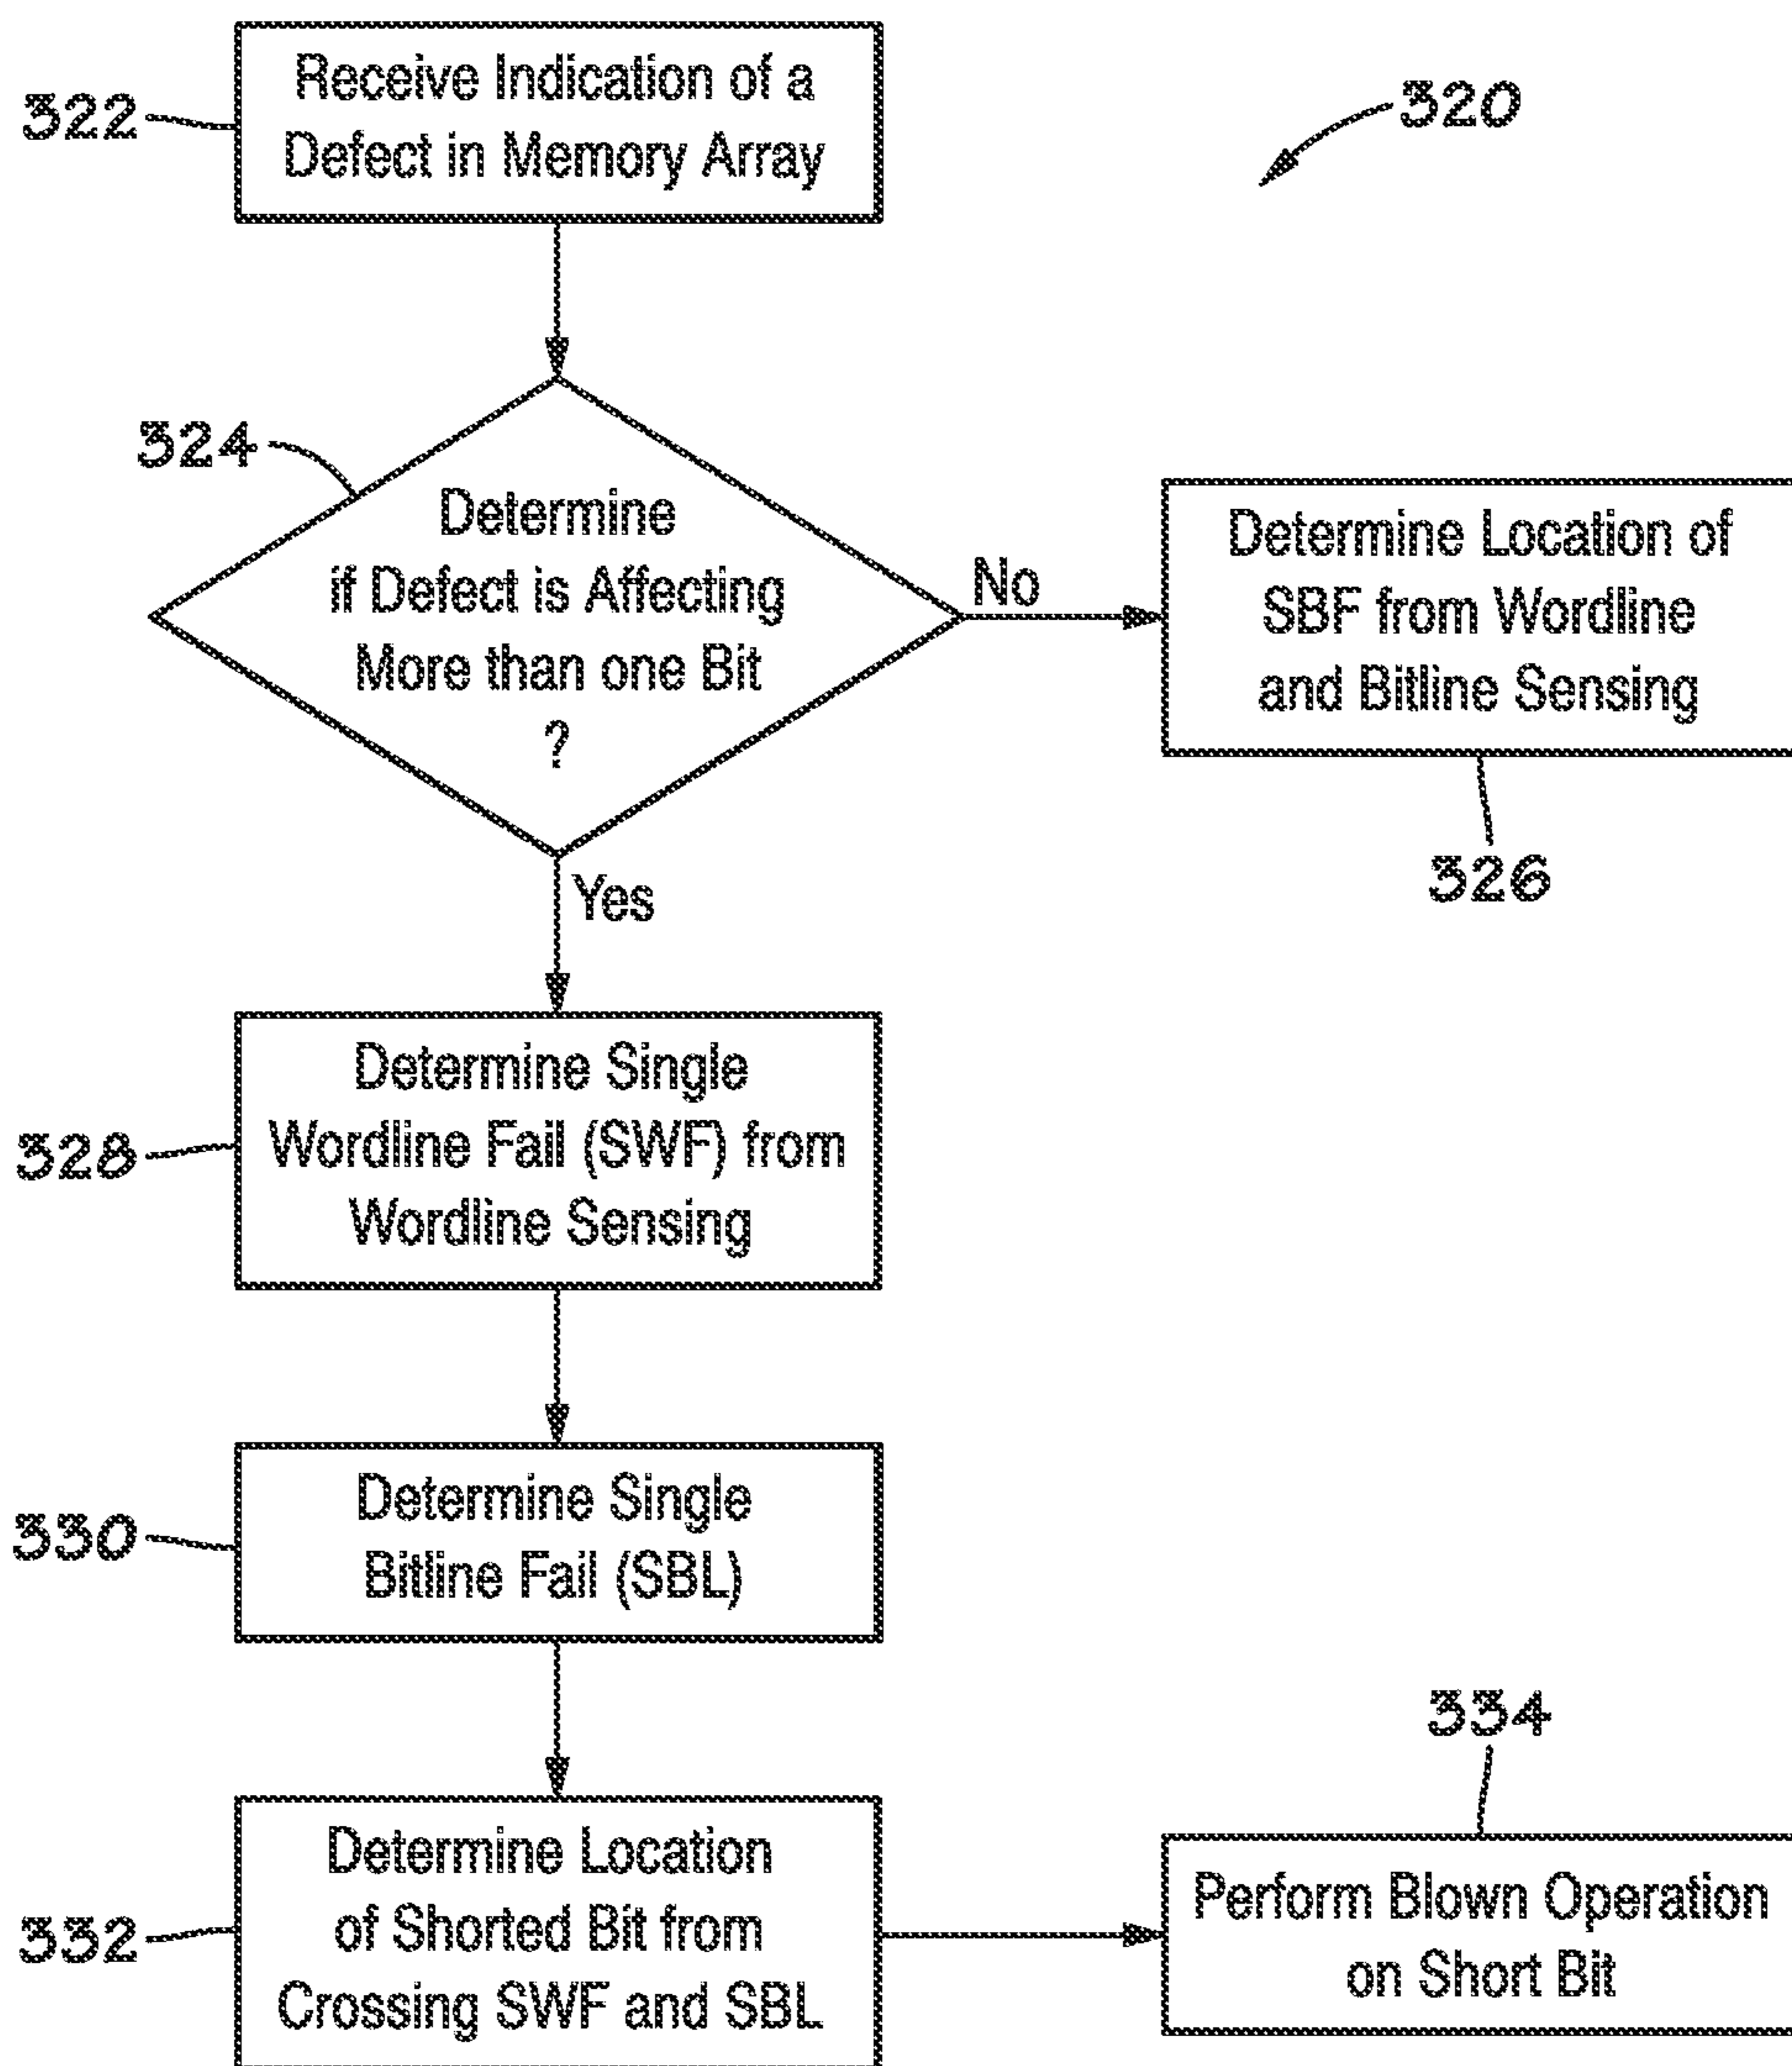 322
Receive Indication of a
Defect in Memory Array
320
324
Determine
if Defect is Affecting
More than one Bit
?
No
Determine Location of
SBF from Wordline
and Bitline Sensing
326
Yes
328
Determine Single
Wordline Fail (SWF) from
Wordline Sensing
330
Determine Single
Bitline Fail (SBL)
332
Determine Location
of Shorted Bit from
Crossing SWF and SBL
334
Perform Blown Operation
on Short Bit